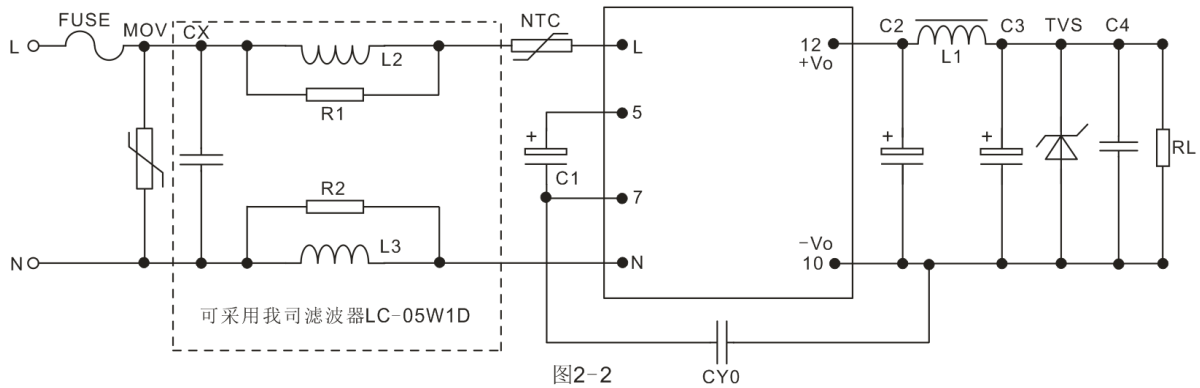 FUSE
MOV
CX
NTC
L
L2
R1
L
12
+Vo
C2
L1
C3
TVS
C4
5
+
C1
7
+
+
RL
R2
L3
N
N
−Vo
10
可采用我司滤波器LC-05W1D
CY0
图2-2